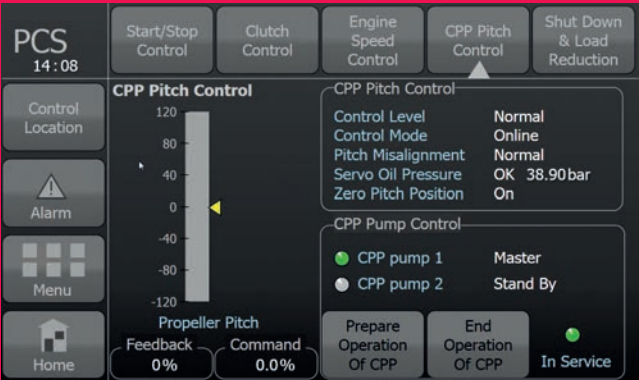 PCS
14:08
Start/Stop
Control
Clutch
Control
Engine
Speed
Control
CPP Pitch
Control
Shut Down
& Load
Reduction
Control
Location
Alarm
Menu
Home
CPP Pitch Control
120
80
40
0
-40
-80
-120
Propeller Pitch
Feedback
0%
Command
0.0%
CPP Pitch Control
Control Level Normal
Control Mode Online
Pitch Misalignment Normal
Servo Oil Pressure OK 38.90bar
Zero Pitch Position On
CPP Pump Control
CPP pump 1 Master
CPP pump 2 Stand By
Prepare
Operation
Of CPP
End
Operation
Of CPP
In Service